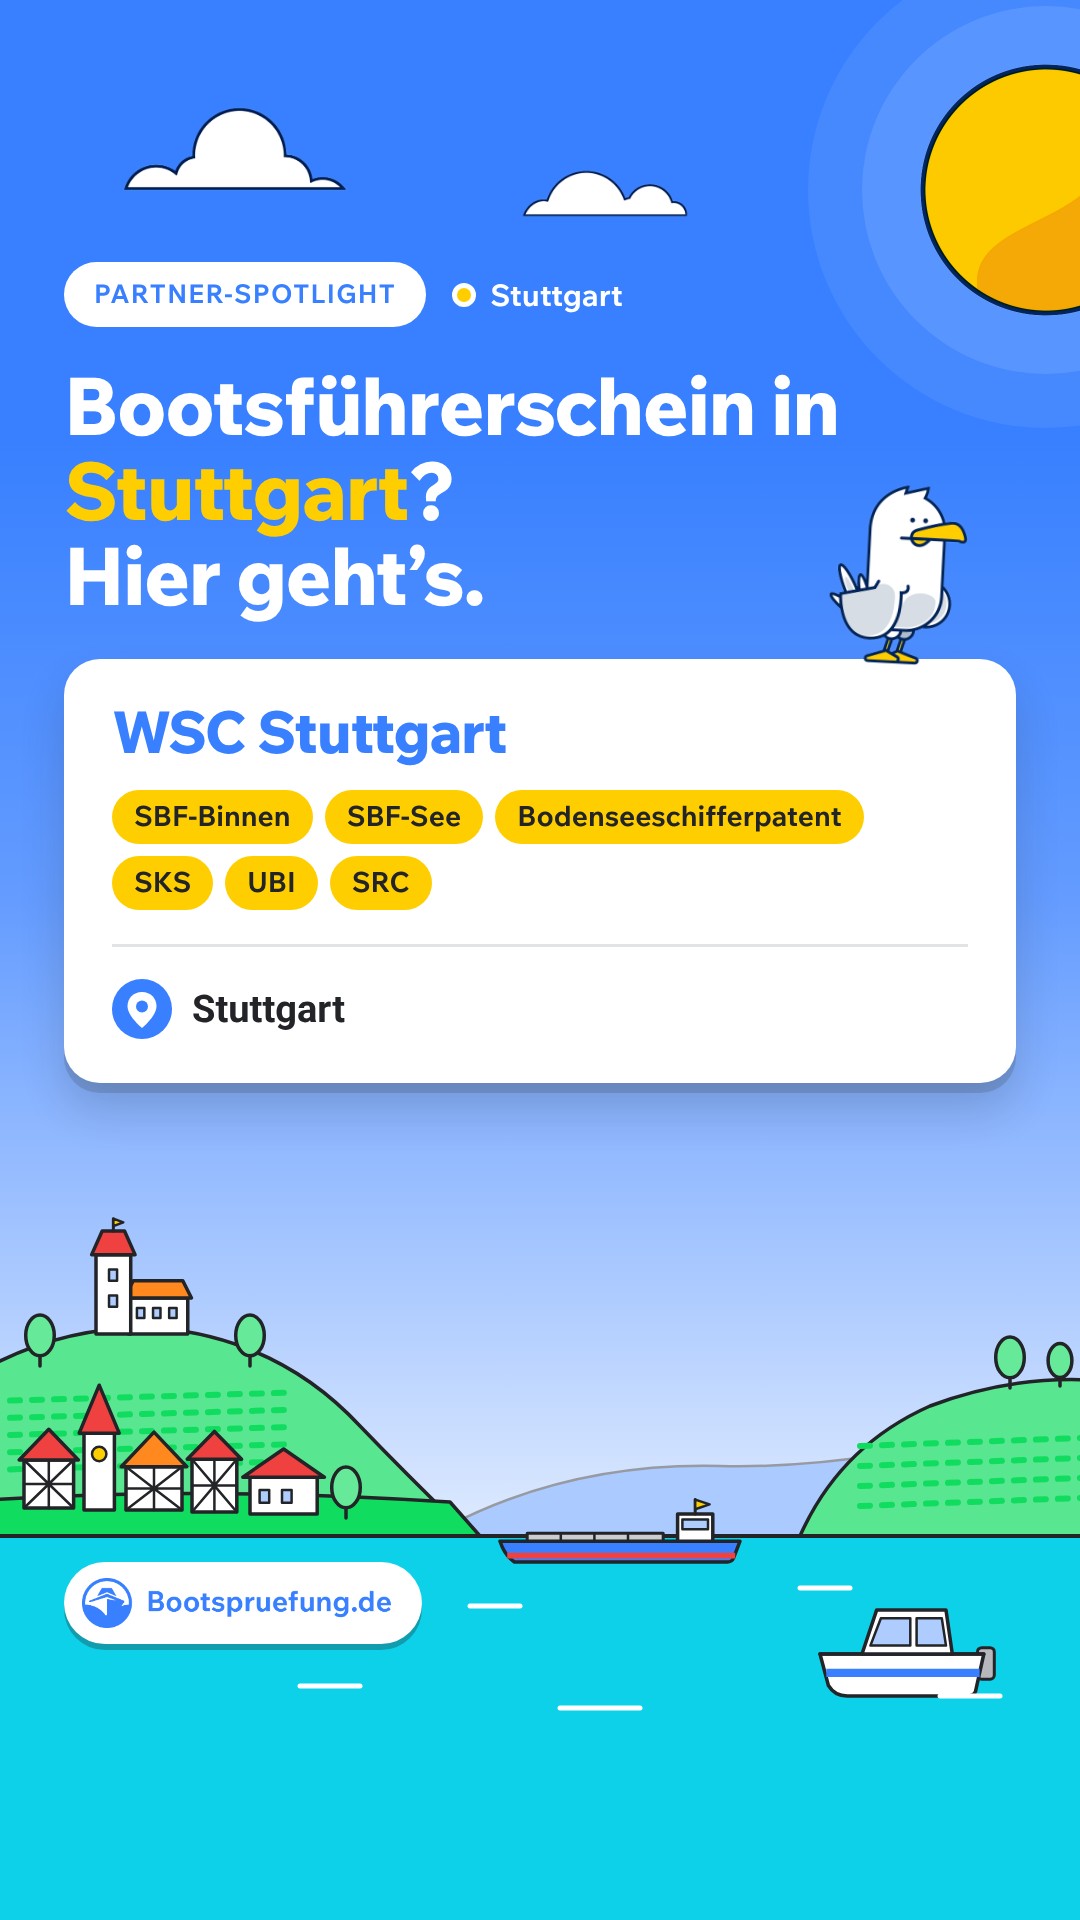 PARTNER-SPOTLIGHT
Stuttgart
Bootsführerschein in
Stuttgart?
Hier geht’s.
WSC Stuttgart
SBF-Binnen SBF-See Bodenseeschifferpatent
SKS UBI SRC
Stuttgart
Bootspruefung.de